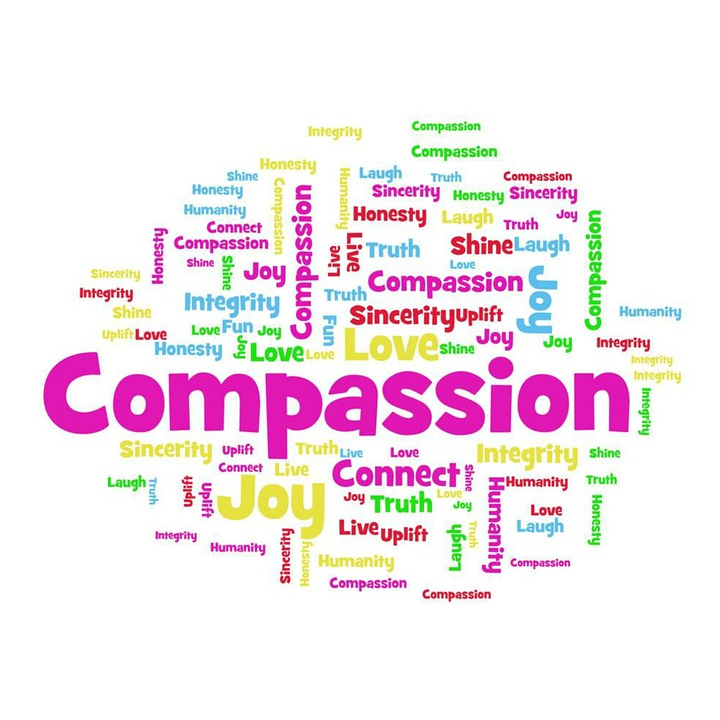 Compassion
Integrity
Compassion
Honesty
Laugh
Truth
Compassion
Shine
Honesty
Compassion
Humanity
Sincerity
Honesty
Sincerity
Humanity
Compassion
Honesty
Laugh
Truth
Joy
Compassion
Connect
Honesty
Compassion
Live
Live
Truth
Shine
Laugh
Shine
Shine
Joy
Love
Sincerity
Compassion
Joy
Integrity
Integrity
Truth
Shine
Sincerity
Uplift
Humanity
Uplift
Love
Love
Fun
Joy
Fun
Love
Joy
Joy
Integrity
Honesty
Joy
Love
Love
Shine
Integrity
Integrity
Compassion
Integrity
Sincerity
Uplift
Truth
Live
Love
Integrity
Shine
Connect
Live
Connect
Shine
Laugh
Truth
Uplift
Uplift
Joy
Humanity
Humanity
Truth
Joy
Truth
Love
Joy
Love
Honesty
Live
Uplift
Laugh
Truth
Laugh
Integrity
Humanity
Sincerity
Honesty
Humanity
Compassion
Compassion
Compassion